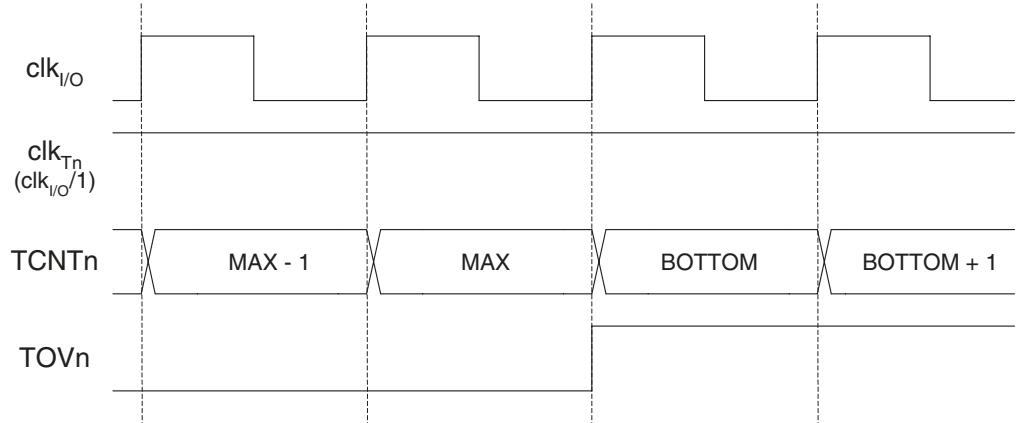 clkI/O
clkTn
(clkI/O/1)
TCNTn MAX - 1 MAX BOTTOM BOTTOM + 1
TOVn